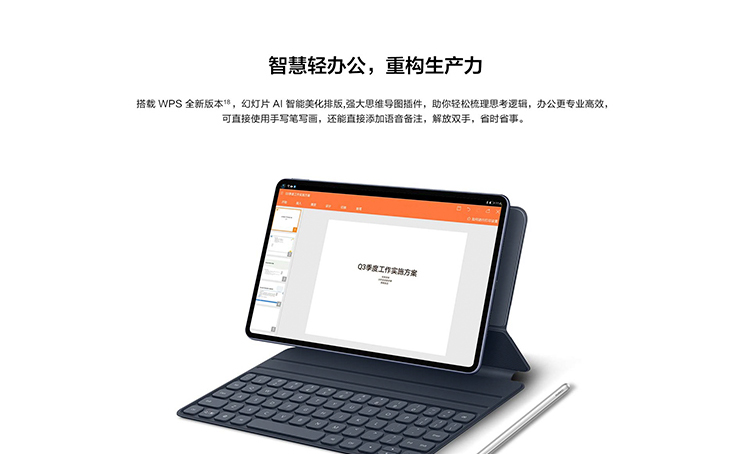 智慧轻办公，重构生产力
搭载 WPS 全新版本¹⁸，幻灯片 AI 智能美化排版,强大思维导图插件，助你轻松梳理思考逻辑，办公更专业高效，
可直接使用手写笔写画，还能直接添加语音备注，解放双手，省时省事。
Q3季度工作实施方案